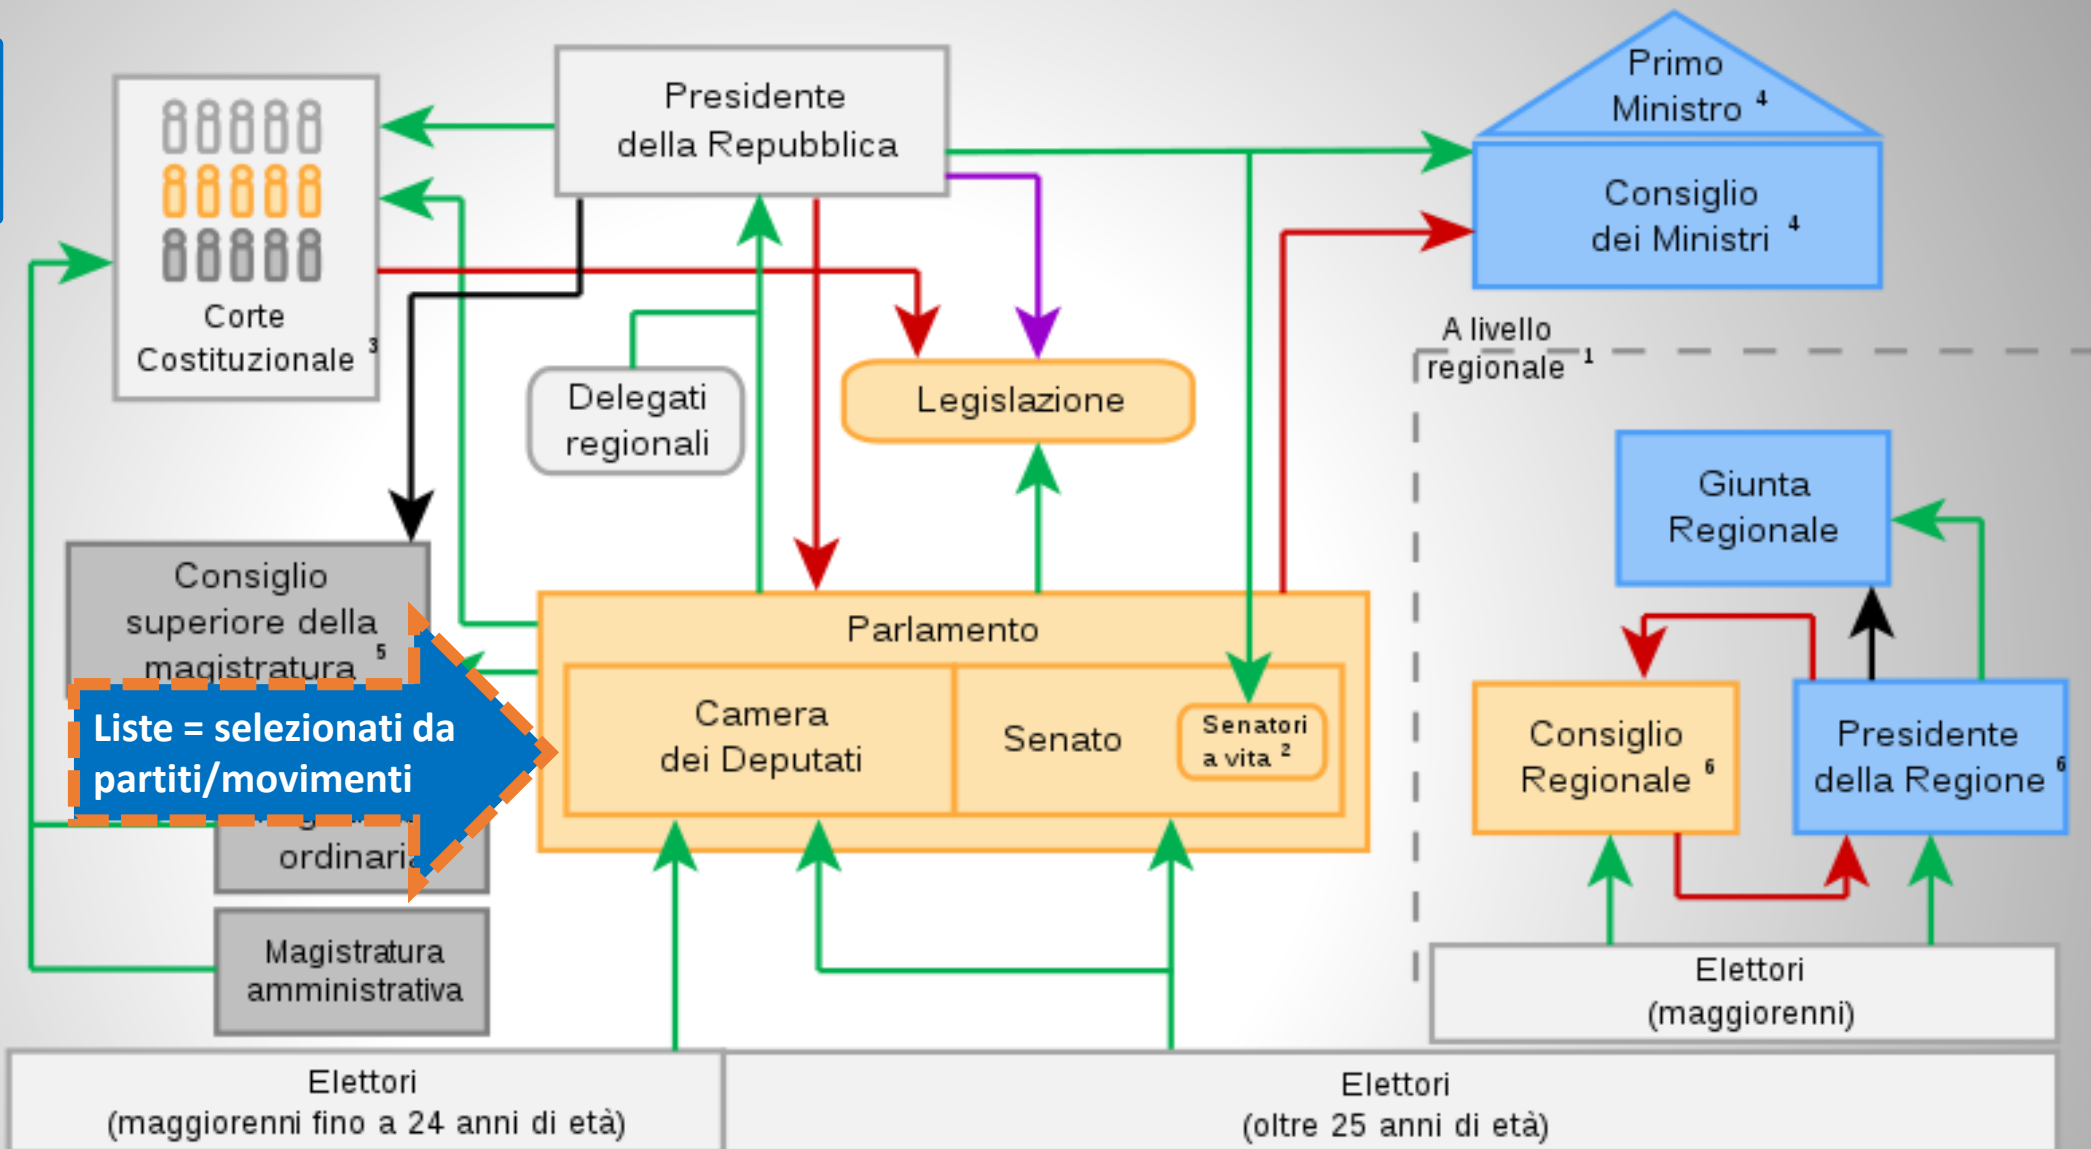 Presidente
della Repubblica
Primo
Ministro 4
Consiglio
dei Ministri 4
Corte
Costituzionale 3
A livello
regionale 1
Delegati
regionali
Legislazione
Giunta
Regionale
Consiglio
superiore della
magistratura 5
Parlamento
Liste = selezionati da
partiti/movimenti
Camera
dei Deputati
Senato
Senatori
a vita 2
Consiglio
Regionale 6
Presidente
della Regione 6
ordinaria
Magistratura
amministrativa
Elettori
(maggiorenni)
Elettori
(maggiorenni fino a 24 anni di età)
Elettori
(oltre 25 anni di età)